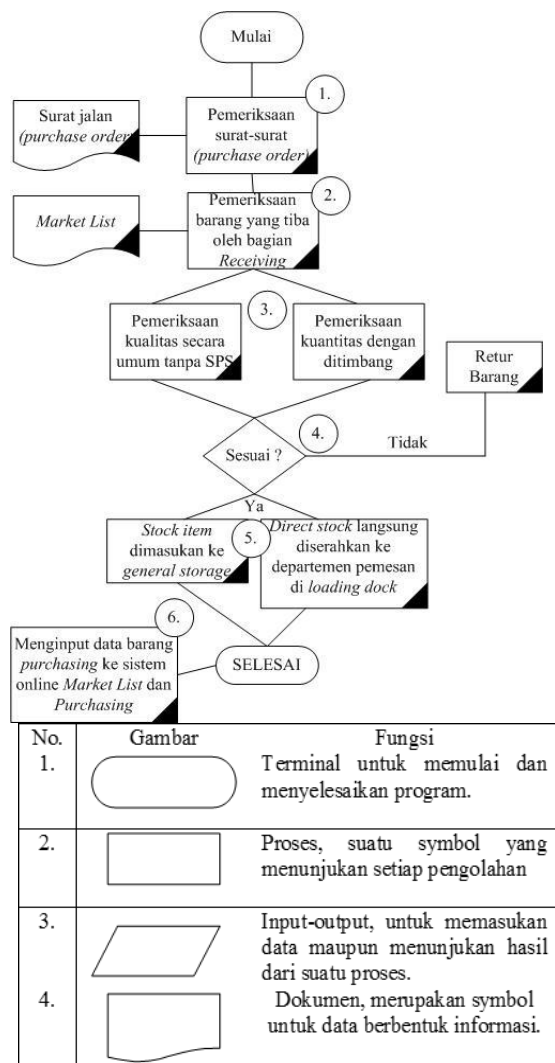 Mulai
1.
Surat jalan
(purchase order)
Pemeriksaan
surat-surat
(purchase order)
2.
Market List
Pemeriksaan
barang yang tiba
oleh bagian
Receiving
3.
Pemeriksaan
kualitas secara
umum tanpa SPS
Pemeriksaan
kuantitas dengan
ditimbang
Retur
Barang
4.
Sesuai ?
Tidak
Ya
Stock item
dimasukan ke
general storage
5.
Direct stock langsung
diserahkan ke
departemen pemesan
di loading dock
6.
Menginput data barang
purchasing ke sistem
online Market List dan
Purchasing
SELESAI
No. Gambar Fungsi
1. Terminal untuk memulai dan
menyelesaikan program.
2. Proses, suatu symbol yang
menunjukan setiap pengolahan
3. Input-output, untuk memasukan
data maupun menunjukan hasil
dari suatu proses.
4. Dokumen, merupakan symbol
untuk data berbentuk informasi.